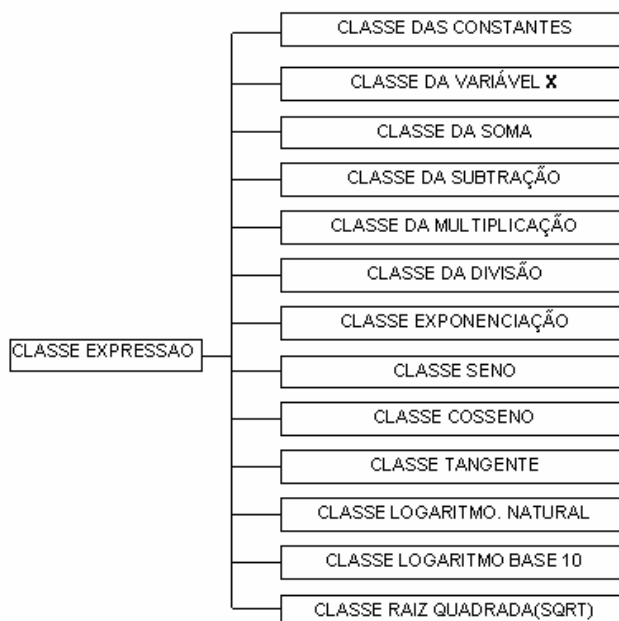 CLASSE DAS CONSTANTES
CLASSE DA VARIÁVEL X
CLASSE DA SOMA
CLASSE DA SUBTRAÇÃO
CLASSE DA MULTIPLICAÇÃO
CLASSE DA DIVISÃO
CLASSE EXPONENCIAÇÃO
CLASSE EXPRESSAO
CLASSE SENO
CLASSE COSSENO
CLASSE TANGENTE
CLASSE LOGARITMO. NATURAL
CLASSE LOGARITMO BASE 10
CLASSE RAIZ QUADRADA(SQRT)